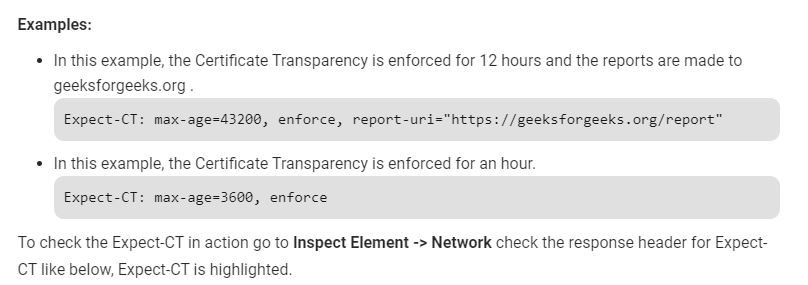 Examples:
• In this example, the Certificate Transparency is enforced for 12 hours and the reports are made to
geeksforgeeks.org .
Expect-CT: max-age=43200, enforce, report-uri="https://geeksforgeeks.org/report"
• In this example, the Certificate Transparency is enforced for an hour.
Expect-CT: max-age=3600, enforce
To check the Expect-CT in action go to Inspect Element -> Network check the response header for Expect-
CT like below, Expect-CT is highlighted.